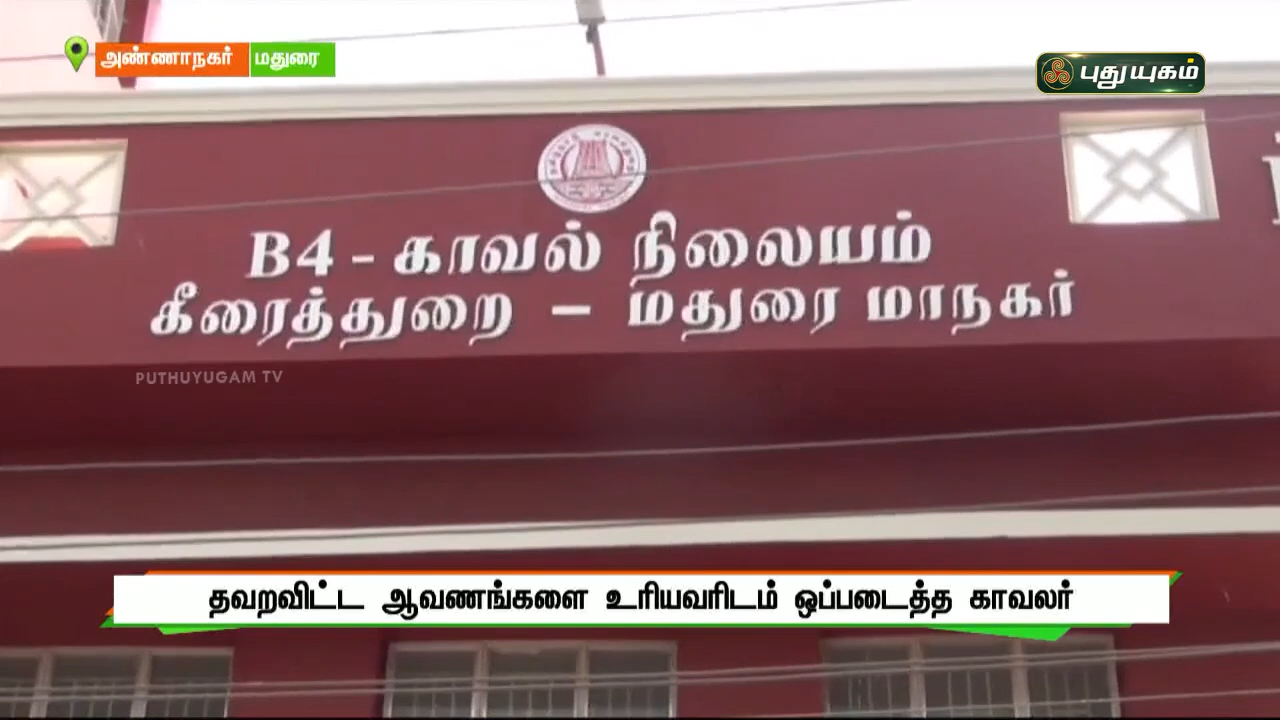 அண்ணாநகர் மதுரை
புதுயுகம்
B4 - காவல் நிலையம்
கீரைத்துறை – மதுரை மாநகர்
PUTHUYUGAM TV
தவறவிட்ட ஆவணங்களை உரியவரிடம் ஒப்படைத்த காவலர்